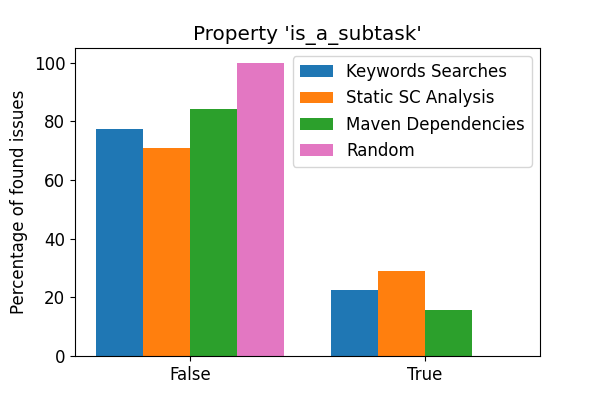 Property 'is_a_subtask'
Percentage of found issues
100
80
60
40
20
0
Keywords Searches
Static SC Analysis
Maven Dependencies
Random
False
True